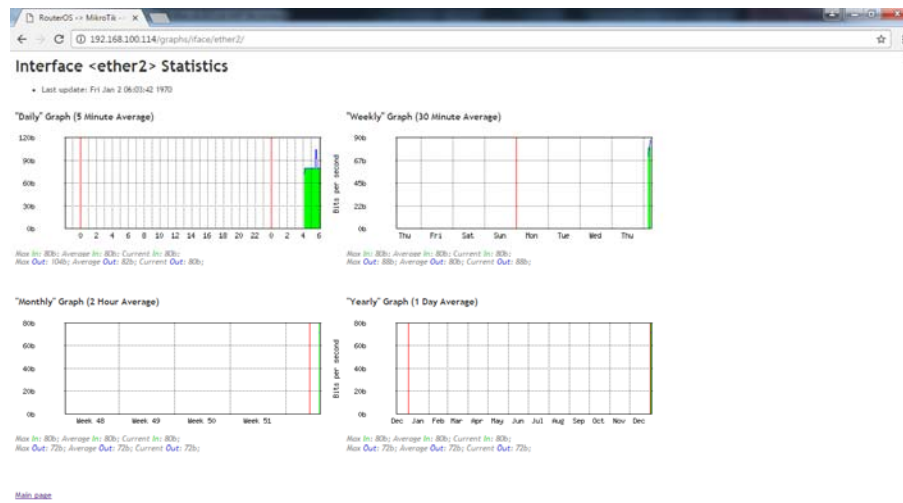 RouterOS -> MikroTik --
192.168.100.114/graphs/iface/ether2/
Interface <ether2> Statistics
Last update: Fri Jan 2 06:03:42 1970
"Daily" Graph (5 Minute Average)
120b
90b
60b
30b
0b
0 2 4 6 8 10 12 14 16 18 20 22 0 2 4 6
Max In: 80b; Average In: 80b; Current In: 80b;
Max Out: 104b; Average Out: 82b; Current Out: 80b;
"Weekly" Graph (30 Minute Average)
Bits per second
90b
67b
45b
22b
0b
Thu Fri Sat Sun Mon Tue Wed Thu
Max In: 80b; Average In: 80b; Current In: 80b;
Max Out: 88b; Average Out: 80b; Current Out: 88b;
"Monthly" Graph (2 Hour Average)
80b
60b
40b
20b
0b
Week 48 Week 49 Week 50 Week 51
Max In: 80b; Average In: 80b; Current In: 80b;
Max Out: 72b; Average Out: 72b; Current Out: 72b;
"Yearly" Graph (1 Day Average)
Bits per second
80b
60b
40b
20b
0b
Dec Jan Feb Mar Apr May Jun Jul Aug Sep Oct Nov Dec
Max In: 80b; Average In: 80b; Current In: 80b;
Max Out: 72b; Average Out: 72b; Current Out: 72b;
Main page